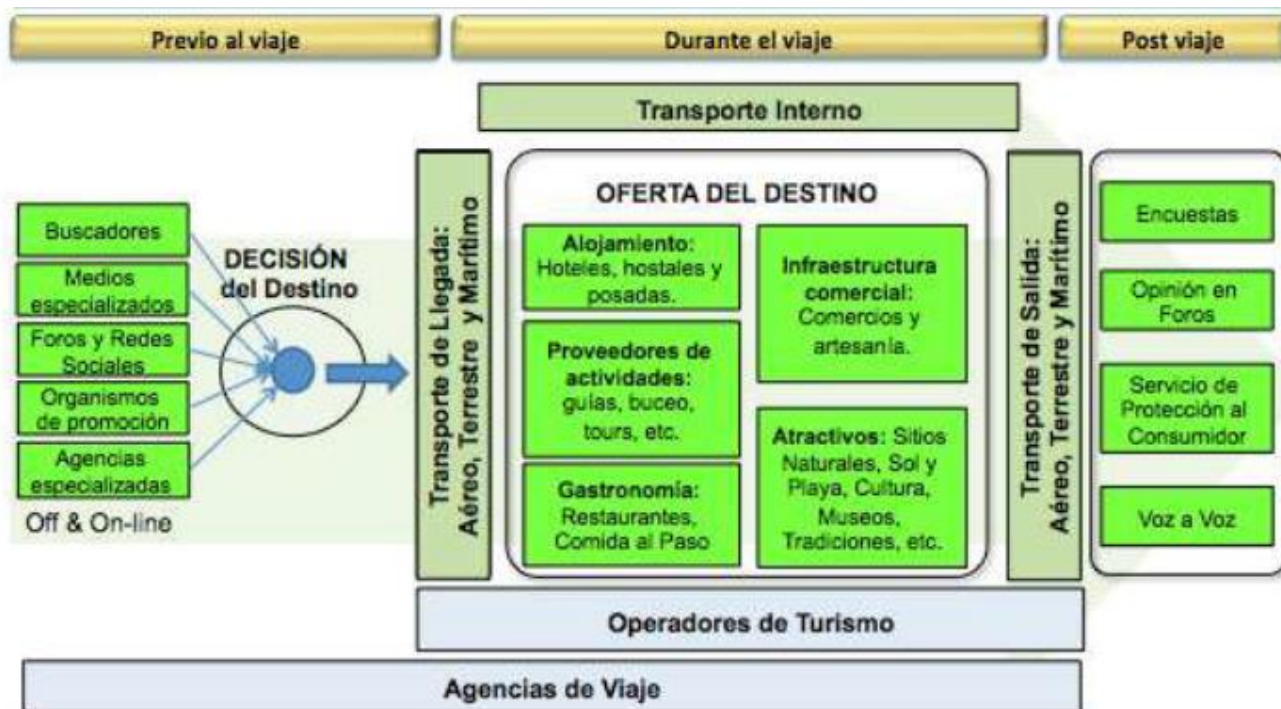 Previo al viaje
Durante el viaje
Post viaje
Transporte Interno
Buscadores
Medios
especializados
Foros y Redes
Sociales
Organismos
de promoción
Agencias
especializadas
Off & On-line
DECISIÓN
del Destino
Transporte de Llegada:
Aéreo, Terrestre y Marítimo
OFERTA DEL DESTINO
Alojamiento:
Hoteles, hostales y
posadas.
Proveedores de
actividades:
guías, buceo,
tours, etc.
Gastronomía:
Restaurantes,
Comida al Paso
Infraestructura
comercial:
Comercios y
artesanía.
Atractivos: Sitios
Naturales, Sol y
Playa, Cultura,
Museos,
Tradiciones, etc.
Transporte de Salida:
Aéreo, Terrestre y Marítimo
Encuestas
Opinión en
Foros
Servicio de
Protección al
Consumidor
Voz a Voz
Operadores de Turismo
Agencias de Viaje